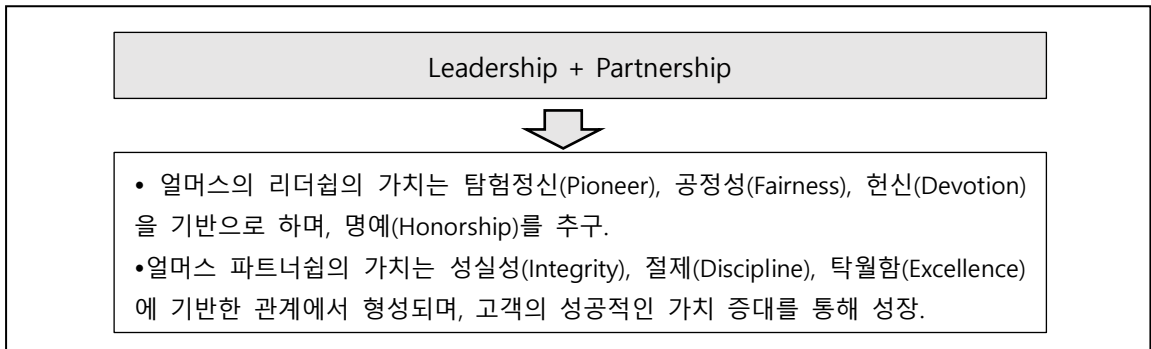 Leadership + Partnership
• 얼머스의 리더쉽의 가치는 탐험정신(Pioneer), 공정성(Fairness), 헌신(Devotion)
을 기반으로 하며, 명예(Honorship)를 추구.
•얼머스 파트너쉽의 가치는 성실성(Integrity), 절제(Discipline), 탁월함(Excellence)
에 기반한 관계에서 형성되며, 고객의 성공적인 가치 증대를 통해 성장.